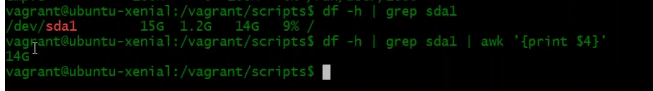 vagrant@ubuntu-xenial:/vagrant/scripts$ df -h | grep sda1
/dev/sda1 15G 1.2G 14G 9% /
vagrant@ubuntu-xenial:/vagrant/scripts$ df -h | grep sda1 | awk '{print $4}'
14G
vagrant@ubuntu-xenial:/vagrant/scripts$